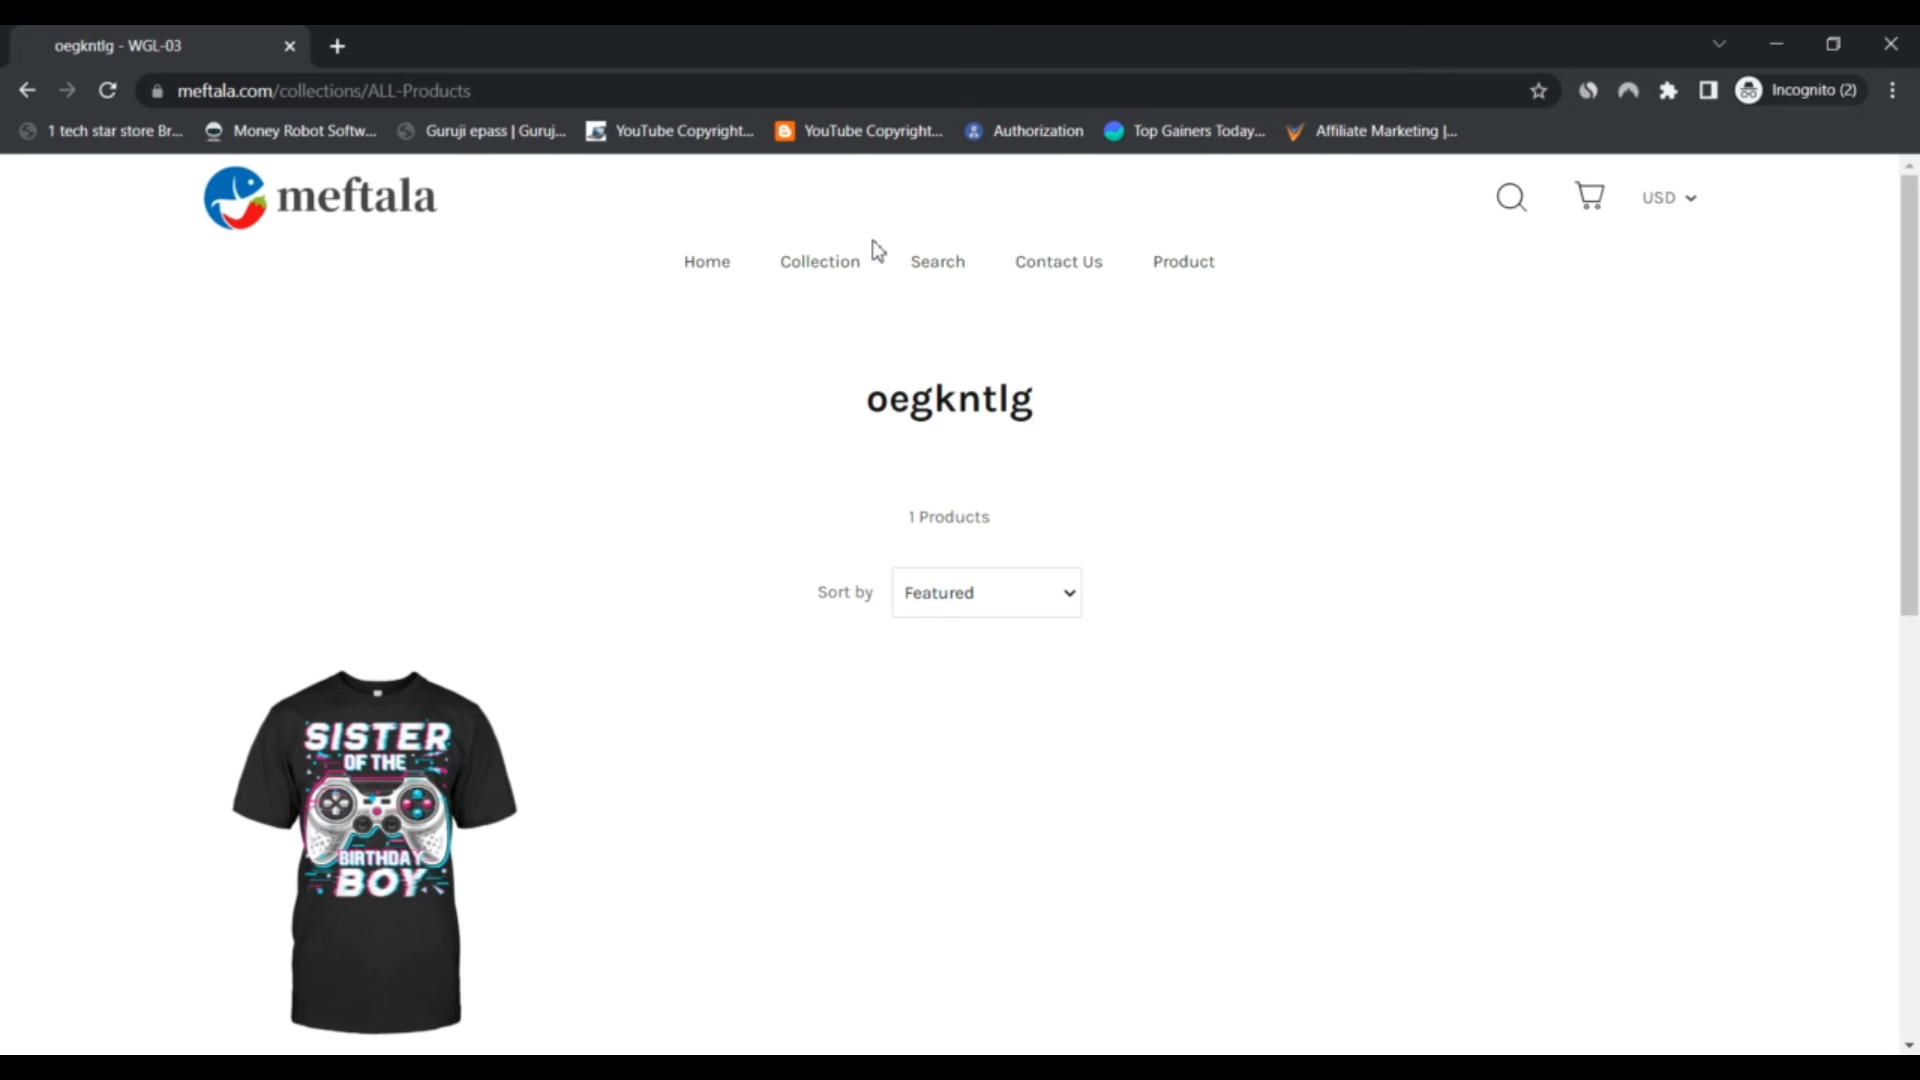 oegkntlg - WGL-03
meftala.com/collections/ALL-Products
Incognito (2)
1 tech star store Br...
Money Robot Softw...
Guruji epass | Guruj...
YouTube Copyright...
YouTube Copyright...
Authorization
Top Gainers Today...
Affiliate Marketing |...
meftala
USD
Home
Collection
Search
Contact Us
Product
oegkntlg
1 Products
Sort by
Featured
SISTER
OF THE
BIRTHDAY
BOY